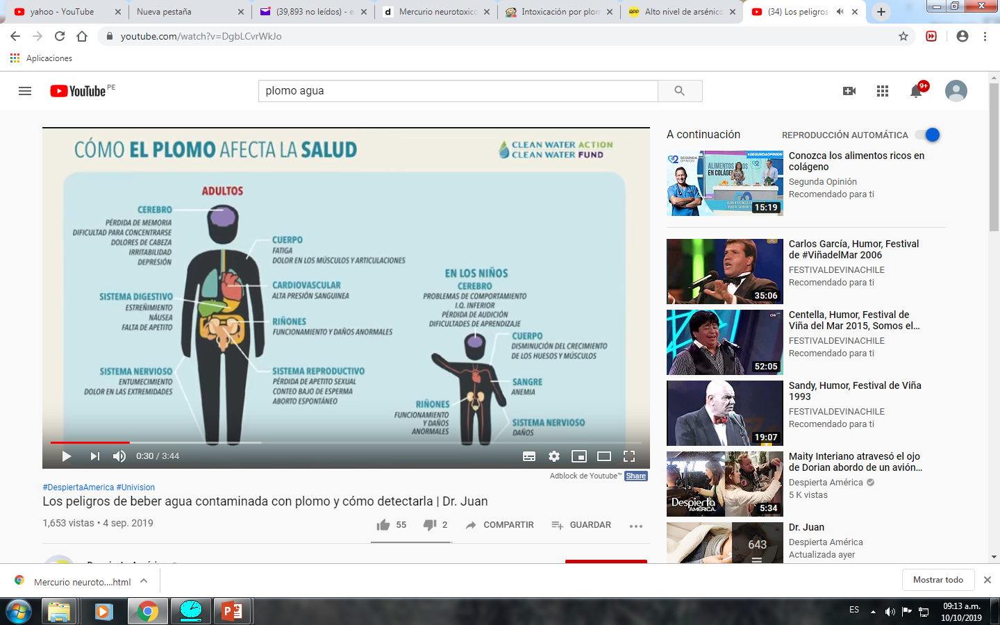 yahoo - YouTube
Nueva pestaña
(39,893 no leídos) - e
Mercurio neurotoxico
Intoxicación por plom
Alto nivel de arsénico
(34) Los peligros
youtube.com/watch?v=DgbLCvrWkJo
Aplicaciones
YouTube PE
plomo agua
9+
CÓMO EL PLOMO AFECTA LA SALUD
CLEAN WATER ACTION
CLEAN WATER FUND
ADULTOS
CEREBRO
PÉRDIDA DE MEMORIA
DIFICULTAD PARA CONCENTRARSE
DOLORES DE CABEZA
IRRITABILIDAD
DEPRESIÓN
SISTEMA DIGESTIVO
ESTREÑIMIENTO
NÁUSEA
FALTA DE APETITO
SISTEMA NERVIOSO
ENTUMECIMIENTO
DOLOR EN LAS EXTREMIDADES
CUERPO
FATIGA
DOLOR EN LOS MÚSCULOS Y ARTICULACIONES
CARDIOVASCULAR
ALTA PRESIÓN SANGUINEA
RIÑONES
FUNCIONAMIENTO Y DAÑOS ANORMALES
SISTEMA REPRODUCTIVO
PÉRDIDA DE APETITO SEXUAL
CONTEO BAJO DE ESPERMA
ABORTO ESPONTÁNEO
EN LOS NIÑOS
CEREBRO
PROBLEMAS DE COMPORTAMIENTO
I.Q. INFERIOR
PÉRDIDA DE AUDICIÓN
DIFICULTADES DE APRENDIZAJE
CUERPO
DISMINUCIÓN DEL CRECIMIENTO
DE LOS HUESOS Y MÚSCULOS
SANGRE
ANEMIA
RIÑONES
FUNCIONAMIENTO
Y DAÑOS
ANORMALES
SISTEMA NERVIOSO
DAÑOS
0:30 / 3:44
Adblock de Youtube™ Share
#DespiertaAmerica #Univision
Los peligros de beber agua contaminada con plomo y cómo detectarla | Dr. Juan
1,653 vistas • 4 sep. 2019
55
2
COMPARTIR
GUARDAR
A continuación
REPRODUCCIÓN AUTOMÁTICA
SEGUNDA
OPINIÓN
#SEGUNDAOPINION
15:19
Conozca los alimentos ricos en
colágeno
Segunda Opinión
Recomendado para ti
35:06
Carlos García, Humor, Festival
de #ViñadelMar 2006
FESTIVALDEVINACHILE
Recomendado para ti
52:05
Centella, Humor, Festival de
Viña del Mar 2015, Somos el...
FESTIVALDEVINACHILE
Recomendado para ti
19:07
Sandy, Humor, Festival de Viña
1993
FESTIVALDEVINACHILE
Recomendado para ti
Despierta
AMÉRICA
5:34
Maity Interiano atravesó el ojo
de Dorian abordo de un avión...
Despierta América
5 K vistas
643
Dr. Juan
Despierta América
Actualizada ayer
Mercurio neuroto....html
Mostrar todo
ES
09:13 a.m.
10/10/2019